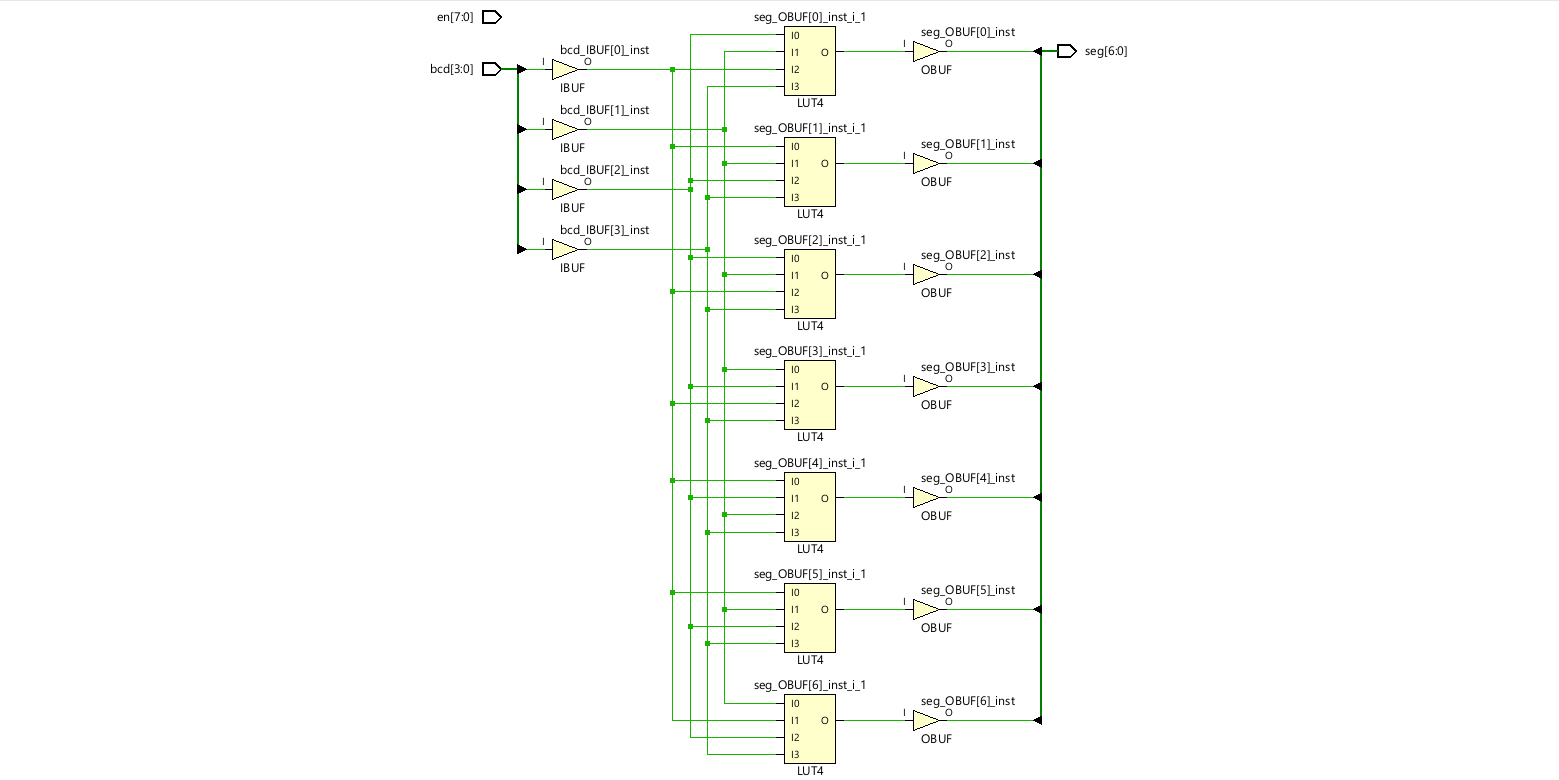 en[7:0]
bcd[3:0]
bcd_IBUF[0]_inst
I
O
IBUF
bcd_IBUF[1]_inst
I
O
IBUF
bcd_IBUF[2]_inst
I
O
IBUF
bcd_IBUF[3]_inst
I
O
IBUF
seg_OBUF[0]_inst_i_1
I0
I1
I2
I3
O
LUT4
seg_OBUF[1]_inst_i_1
I0
I1
I2
I3
O
LUT4
seg_OBUF[2]_inst_i_1
I0
I1
I2
I3
O
LUT4
seg_OBUF[3]_inst_i_1
I0
I1
I2
I3
O
LUT4
seg_OBUF[4]_inst_i_1
I0
I1
I2
I3
O
LUT4
seg_OBUF[5]_inst_i_1
I0
I1
I2
I3
O
LUT4
seg_OBUF[6]_inst_i_1
I0
I1
I2
I3
O
LUT4
seg_OBUF[0]_inst
I
O
OBUF
seg_OBUF[1]_inst
I
O
OBUF
seg_OBUF[2]_inst
I
O
OBUF
seg_OBUF[3]_inst
I
O
OBUF
seg_OBUF[4]_inst
I
O
OBUF
seg_OBUF[5]_inst
I
O
OBUF
seg_OBUF[6]_inst
I
O
OBUF
seg[6:0]